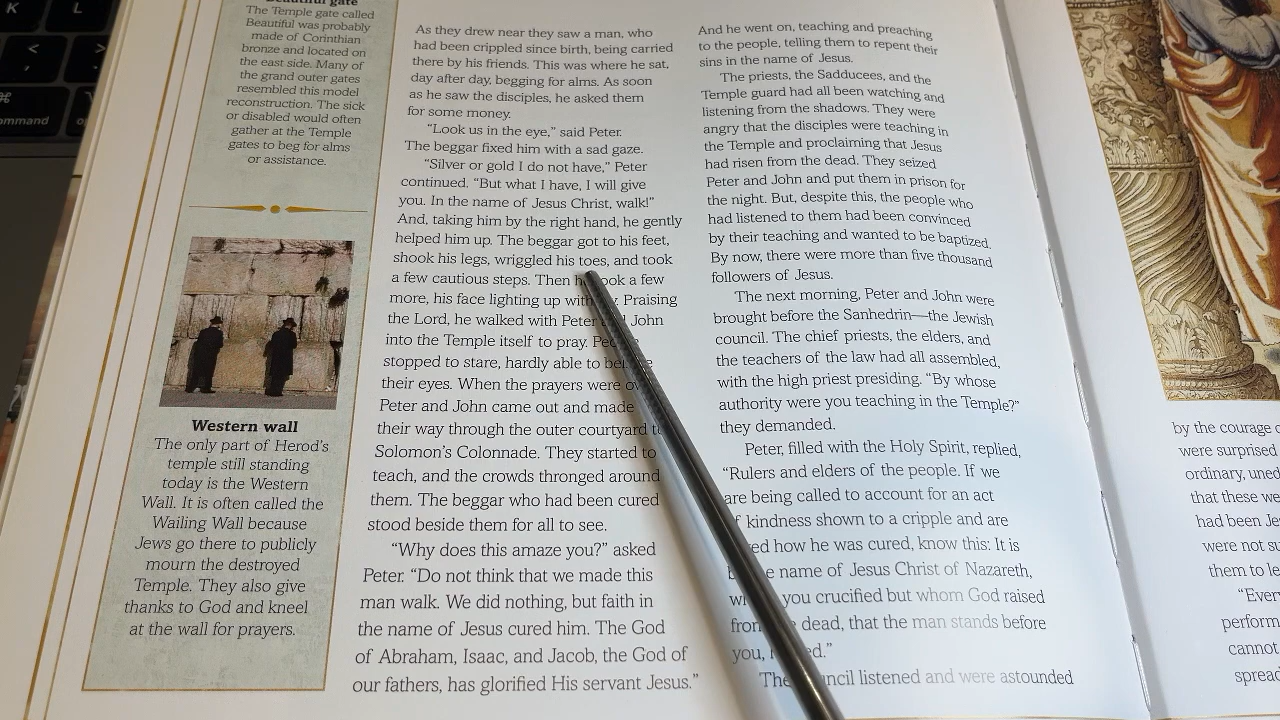 K
L
<
>
⌘
ommand
Beautiful gate
The Temple gate called
Beautiful was probably
made of Corinthian
bronze and located on
the east side. Many of
the grand outer gates
resembled this model
reconstruction. The sick
or disabled would often
gather at the Temple
gates to beg for alms
or assistance.
Western wall
The only part of Herod's
temple still standing
today is the Western
Wall. It is often called the
Wailing Wall because
Jews go there to publicly
mourn the destroyed
Temple. They also give
thanks to God and kneel
at the wall for prayers.
As they drew near they saw a man, who
had been crippled since birth, being carried
there by his friends. This was where he sat,
day after day, begging for alms. As soon
as he saw the disciples, he asked them
for some money.
"Look us in the eye," said Peter.
The beggar fixed him with a sad gaze.
"Silver or gold I do not have," Peter
continued. "But what I have, I will give
you. In the name of Jesus Christ, walk!"
And, taking him by the right hand, he gently
helped him up. The beggar got to his feet,
shook his legs, wriggled his toes, and took
a few cautious steps. Then ook a few
more, his face lighting up with Praising
the Lord, he walked with Peter John
into the Temple itself to pray.
stopped to stare, hardly able to
their eyes. When the prayers were
Peter and John came out and made
their way through the outer courtyard
Solomon's Colonnade. They started to
teach, and the crowds thronged around
them. The beggar who had been cured
stood beside them for all to see.
"Why does this amaze you?" asked
Peter. "Do not think that we made this
man walk. We did nothing, but faith in
the name of Jesus cured him. The God
of Abraham, Isaac, and Jacob, the God of
our fathers, has glorified His servant Jesus."
And he went on, teaching and preaching
to the people, telling them to repent their
sins in the name of Jesus.
The priests, the Sadducees, and the
Temple guard had all been watching and
listening from the shadows. They were
angry that the disciples were teaching in
the Temple and proclaiming that Jesus
had risen from the dead. They seized
Peter and John and put them in prison for
the night. But, despite this, the people who
had listened to them had been convinced
by their teaching and wanted to be baptized.
By now, there were more than five thousand
followers of Jesus.
The next morning, Peter and John were
brought before the Sanhedrin—the Jewish
council. The chief priests, the elders, and
the teachers of the law had all assembled,
with the high priest presiding. "By whose
authority were you teaching in the Temple?"
they demanded.
Peter, filled with the Holy Spirit, replied,
"Rulers and elders of the people. If we
are being called to account for an act
kindness shown to a cripple and are
ed how he was cured, know this: It is
name of Jesus Christ of Nazareth,
you crucified but whom God raised
dead, that the man stands before
you, ed."
The ncil listened and were astounded
by the courage
were surprised
ordinary, uned
that these we
had been Je
were not su
them to le
"Ever
perform
cannot
spread